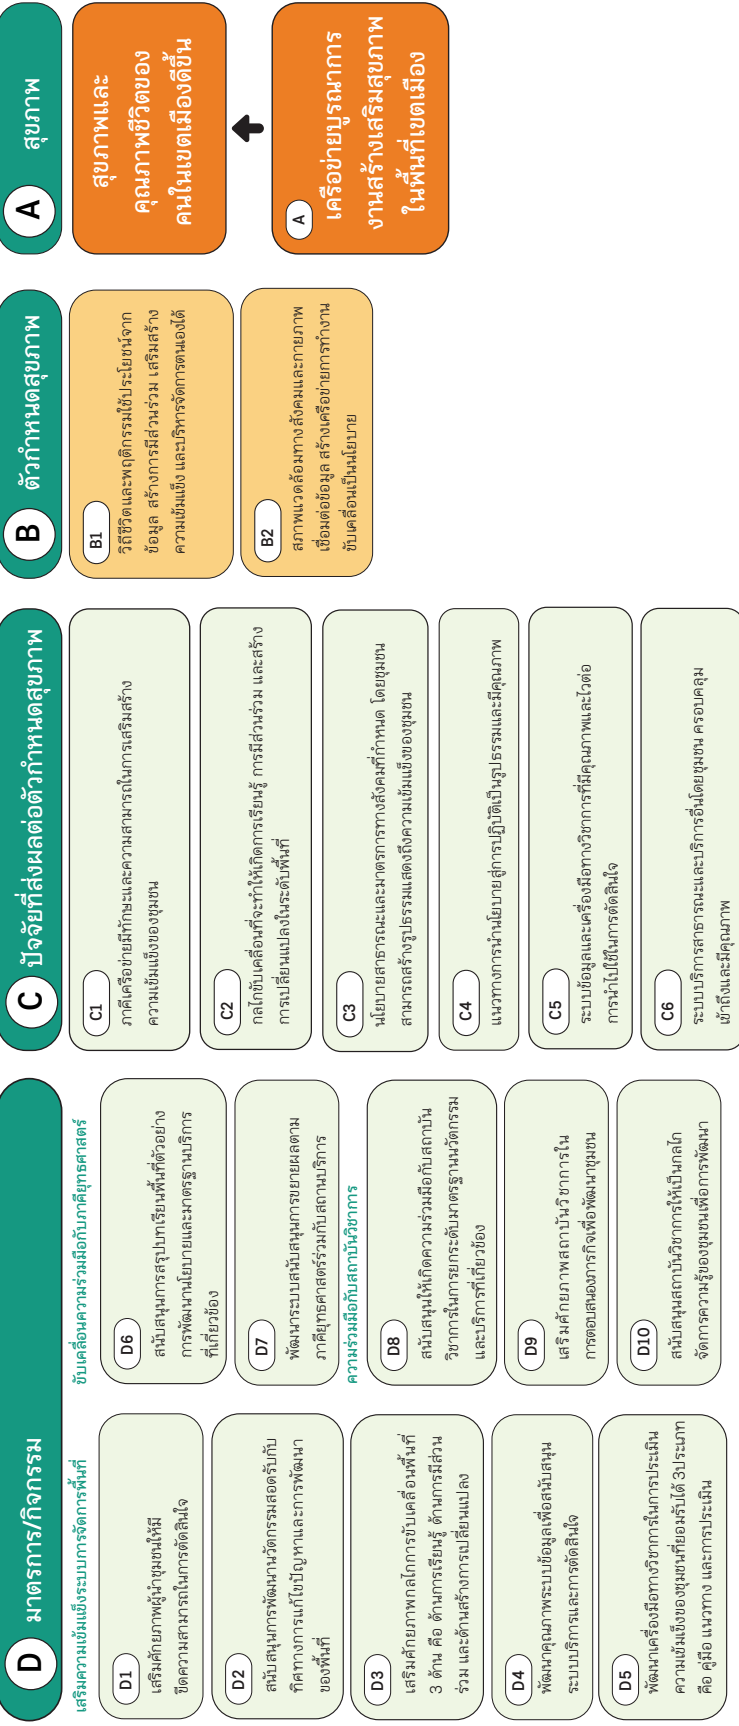 D มาตรการ/กิจกรรม
เสริมความเข้มแข็งระบบการจัดการพื้นที่
D1
เสริมศักยภาพผู้นำชุมชนให้มี
ขีดความสามารถในการตัดสินใจ
D2
สนับสนุนการพัฒนานวัตกรรมสอดรับกับ
ทิศทางการแก้ไขปัญหาและการพัฒนา
ของพื้นที่
D3
เสริมศักยภาพกลไกการขับเคลื่อนพื้นที่
3 ด้าน คือ ด้านการเรียนรู้ ด้านการมีส่วน
ร่วม และด้านสร้างการเปลี่ยนแปลง
D4
พัฒนาคุณภาพระบบข้อมูลเพื่อสนับสนุน
ระบบบริการและการตัดสินใจ
D5
พัฒนาเครื่องมือทางวิชาการในการประเมิน
ความเข้มแข็งของชุมชนที่ยอมรับได้ 3ประเภท
คือ คู่มือ แนวทาง และการประเมิน
ขับเคลื่อนความร่วมมือกับภาคียุทธศาสตร์
D6
สนับสนุนการสรุปบทเรียนพื้นที่ตัวอย่าง
การพัฒนานโยบายและมาตรฐานบริการ
ที่เกี่ยวข้อง
D7
พัฒนาระบบสนับสนุนการขยายผลตาม
ภาคียุทธศาสตร์ร่วมกับสถานบริการ
ความร่วมมือกับสถาบันวิชาการ
D8
สนับสนุนให้เกิดความร่วมมือกับสถาบัน
วิชาการในการยกระดับมาตรฐานนวัตกรรม
และบริการที่เกี่ยวข้อง
D9
เสริมศักยภาพสถาบันวิชาการใน
การตอบสนองภารกิจเพื่อพัฒนาชุมชน
D10
สนับสนุนสถาบันวิชาการให้เป็นกลไก
จัดการความรู้ของชุมชนเพื่อการพัฒนา
C ปัจจัยที่ส่งผลต่อตัวกำหนดสุขภาพ
C1
ภาคีเครือข่ายมีทักษะและความสามารถในการเสริมสร้าง
ความเข้มแข็งของชุมชน
C2
กลไกขับเคลื่อนที่จะทำให้เกิดการเรียนรู้ การมีส่วนร่วม และสร้าง
การเปลี่ยนแปลงในระดับพื้นที่
C3
นโยบายสาธารณะและมาตรการทางสังคมที่กำหนด โดยชุมชน
สามารถสร้างรูปธรรมแสดงถึงความเข้มแข็งของชุมชน
C4
แนวทางการนำนโยบายสู่การปฏิบัติเป็นรูปธรรมและมีคุณภาพ
C5
ระบบข้อมูลและเครื่องมือทางวิชาการที่มีคุณภาพและไวต่อ
การนำไปใช้ในการตัดสินใจ
C6
ระบบบริการสาธารณะและบริการอื่นโดยชุมชน ครอบคลุม
เข้าถึงและมีคุณภาพ
B ตัวกำหนดสุขภาพ
B1
วิถีชีวิตและพฤติกรรมใช้ประโยชน์จาก
ข้อมูล สร้างการมีส่วนร่วม เสริมสร้าง
ความเข้มแข็ง และบริหารจัดการตนเองได้
B2
สภาพแวดล้อมทางสังคมและกายภาพ
เชื่อมต่อข้อมูล สร้างเครือข่ายการทำงาน
ขับเคลื่อนเป็นนโยบาย
A สุขภาพ
สุขภาพและ
คุณภาพชีวิตของ
คนในเขตเมืองดีขึ้น
A
เครือข่ายบูรณาการ
งานสร้างเสริมสุขภาพ
ในพื้นที่เขตเมือง